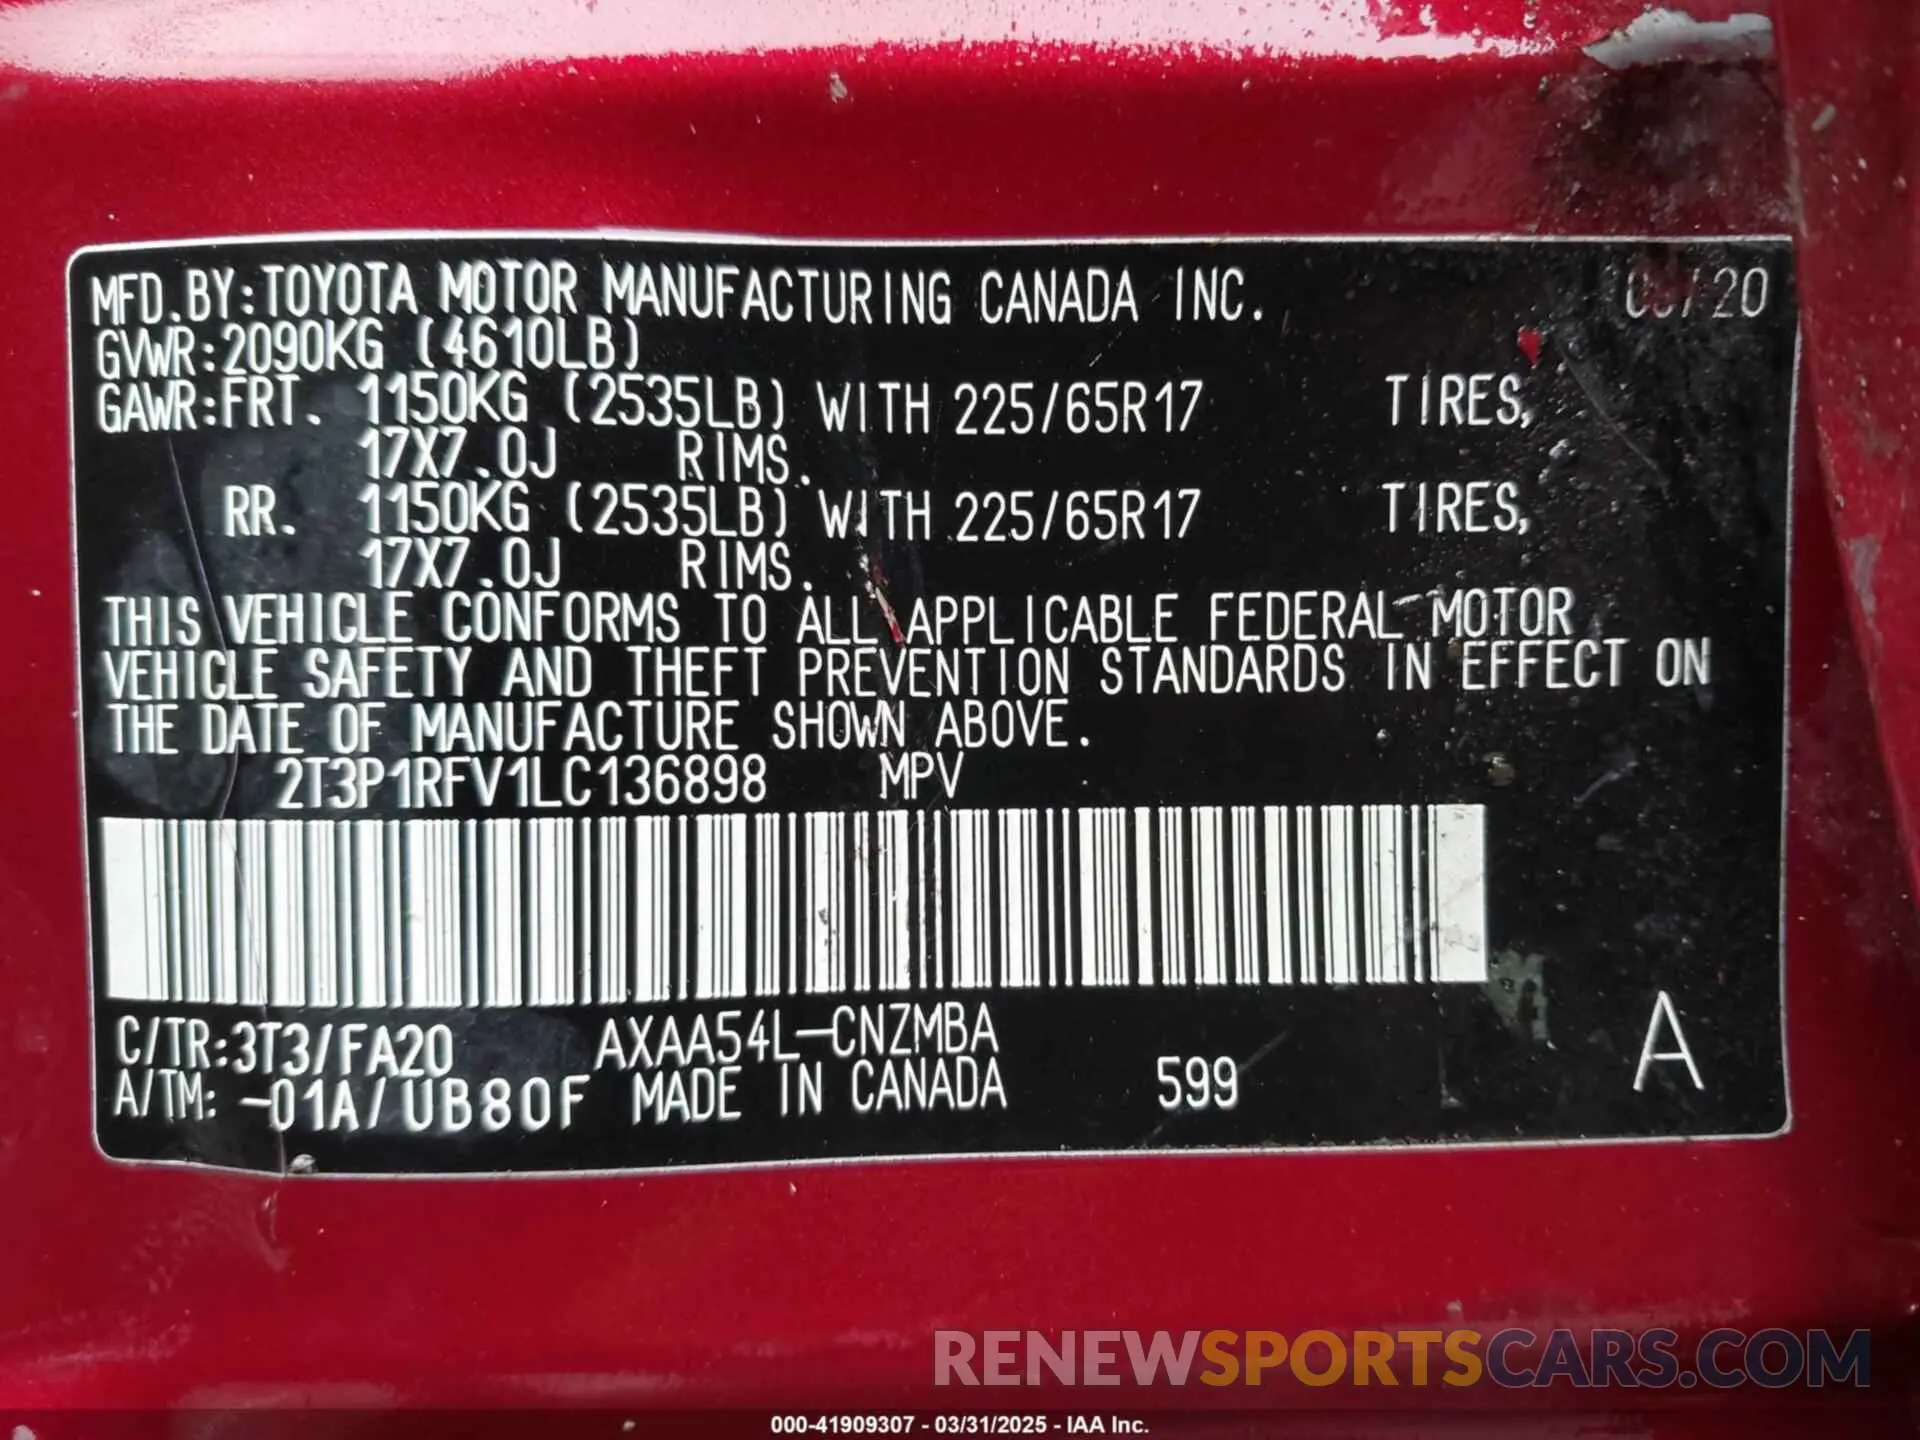 MFD.BY:TOYOTA MOTOR MANUFACTURING CANADA INC.
GVWR:2090KG (4610LB)
GAWR:FRT. 1150KG (2535LB) WITH 225/65R17 TIRES,
17X7.0J RIMS.
RR. 1150KG (2535LB) WITH 225/65R17 TIRES,
17X7.0J RIMS.
THIS VEHICLE CONFORMS TO ALL APPLICABLE FEDERAL MOTOR
VEHICLE SAFETY AND THEFT PREVENTION STANDARDS IN EFFECT ON
THE DATE OF MANUFACTURE SHOWN ABOVE.
2T3P1RFV1LC136898 MPV
C/TR:3T3/FA20 AXAA54L-CNZMBA
A/TM: -01A/UB80F MADE IN CANADA 599 A
RENEWSPORTSCARS.COM
000-41909307 - 03/31/2025 - IAA Inc.